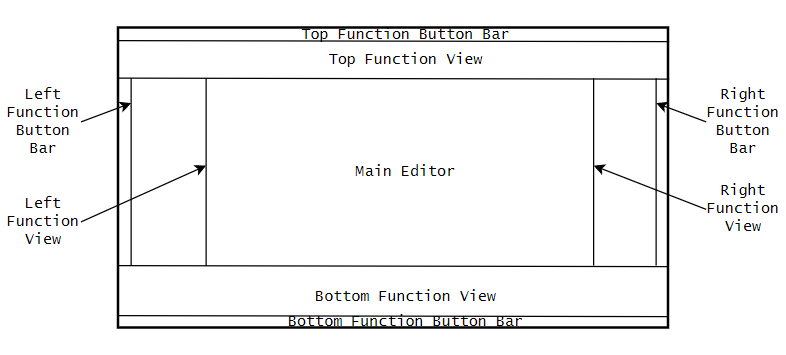 Top Function Button Bar
Top Function View
Left
Function
Button
Bar
Right
Function
Button
Bar
Main Editor
Left
Function
View
Right
Function
View
Bottom Function View
Bottom Function Button Bar